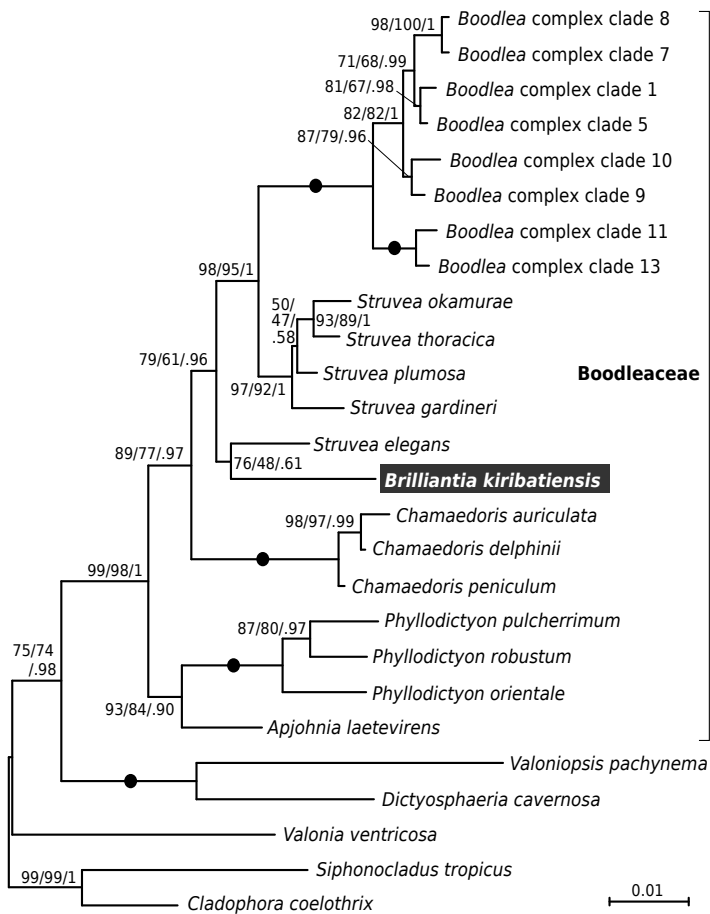 98/100/1
Boodlea complex clade 8
Boodlea complex clade 7
71/68/.99
81/67/.98
Boodlea complex clade 1
82/82/1
Boodlea complex clade 5
87/79/.96
Boodlea complex clade 10
Boodlea complex clade 9
Boodlea complex clade 11
98/95/1
Boodlea complex clade 13
50/
47/
.58
Struvea okamurae
93/89/1
Struvea thoracica
79/61/.96
Struvea plumosa
Boodleaceae
97/92/1
Struvea gardineri
Struvea elegans
89/77/.97
76/48/.61
Brilliantia kiribatiensis
98/97/.99
Chamaedoris auriculata
Chamaedoris delphinii
99/98/1
Chamaedoris peniculum
87/80/.97
Phyllodictyon pulcherrimum
75/74
/.98
Phyllodictyon robustum
Phyllodictyon orientale
93/84/.90
Apjohnia laetevirens
Valoniopsis pachynema
Dictyosphaeria cavernosa
Valonia ventricosa
99/99/1
Siphonocladus tropicus
Cladophora coelothrix
0.01